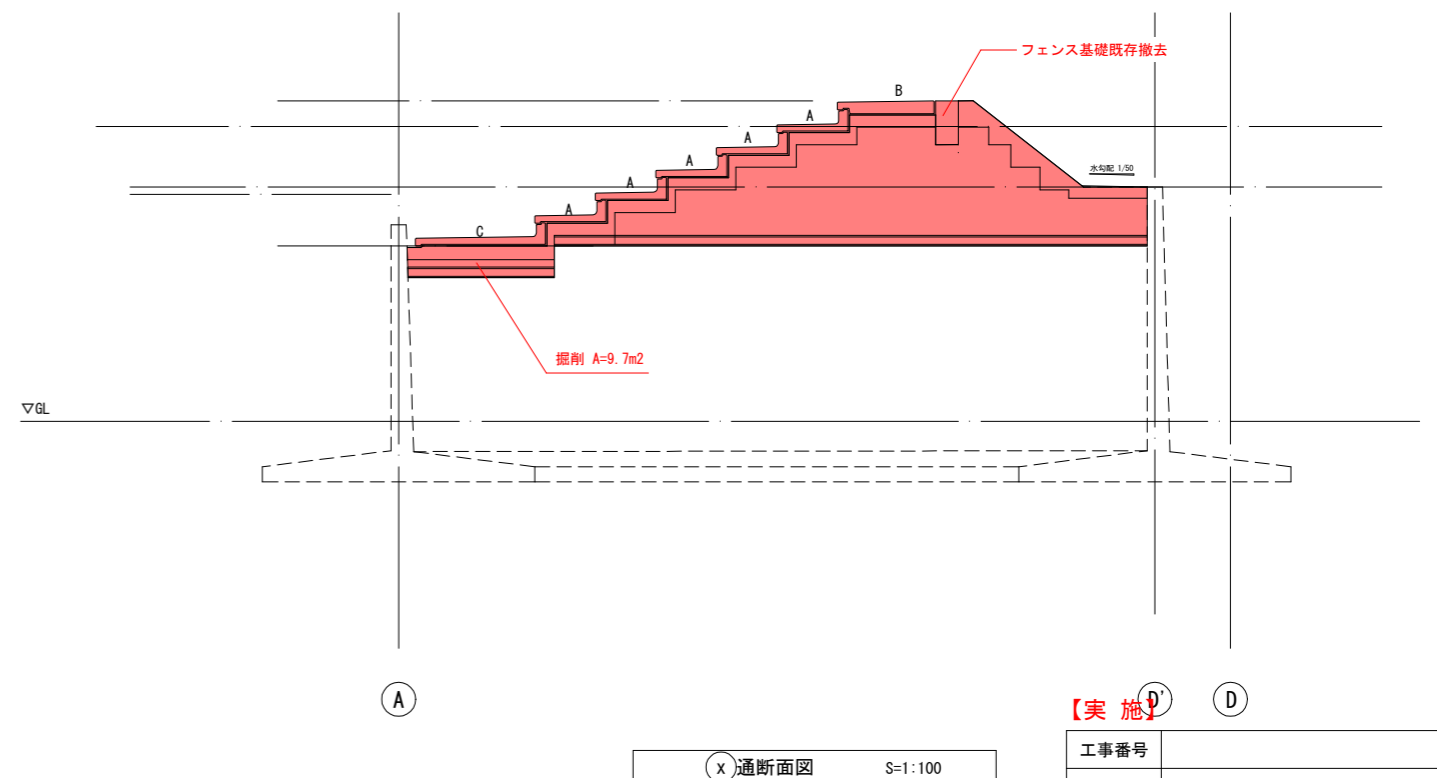 フェンス基礎既存撤去
B
A
A
A
水勾配 1/50
A
A
C
掘削 A=9.7m2
▽GL
A
D'
D
【実 施】
工事番号
x 通断面図 S=1:100